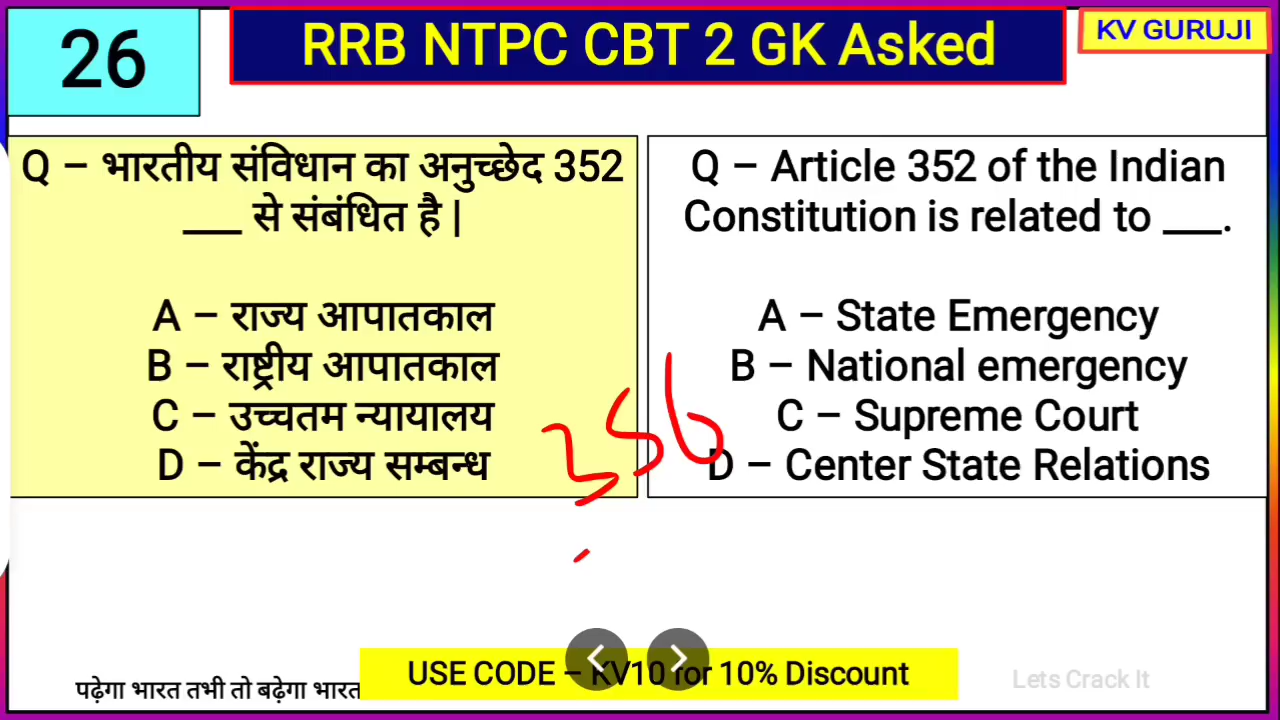 26
RRB NTPC CBT 2 GK Asked
KV GURUJI
Q – भारतीय संविधान का अनुच्छेद 352
___ से संबंधित है |
A – राज्य आपातकाल
B – राष्ट्रीय आपातकाल
C – उच्चतम न्यायालय
D – केंद्र राज्य सम्बन्ध
Q – Article 352 of the Indian
Constitution is related to ___.
A – State Emergency
B – National emergency
C – Supreme Court
D – Center State Relations
356
पढ़ेगा भारत तभी तो बढ़ेगा भारत
USE CODE – KV10 for 10% Discount
Lets Crack It